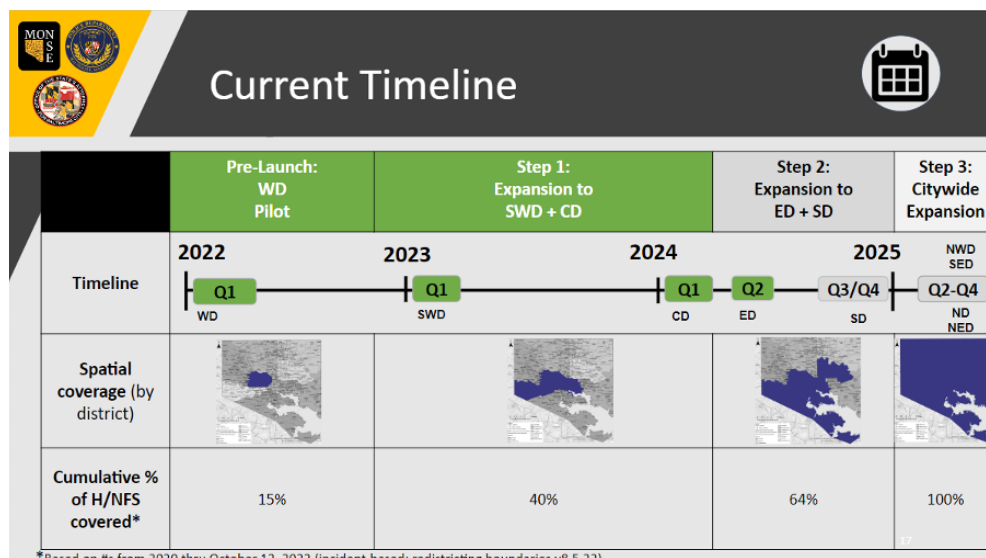 MON
S
E
Current Timeline
Pre-Launch:
WD
Pilot
Step 1:
Expansion to
SWD + CD
Step 2:
Expansion to
ED + SD
Step 3:
Citywide
Expansion
Timeline
2022
2023
2024
2025
Q1
Q1
Q1
Q2
Q3/Q4
NWD
SED
Q2-Q4
WD
SWD
CD
ED
SD
ND
NED
Spatial
coverage (by
district)
Cumulative %
of H/NFS
covered*
15%
40%
64%
100%
17